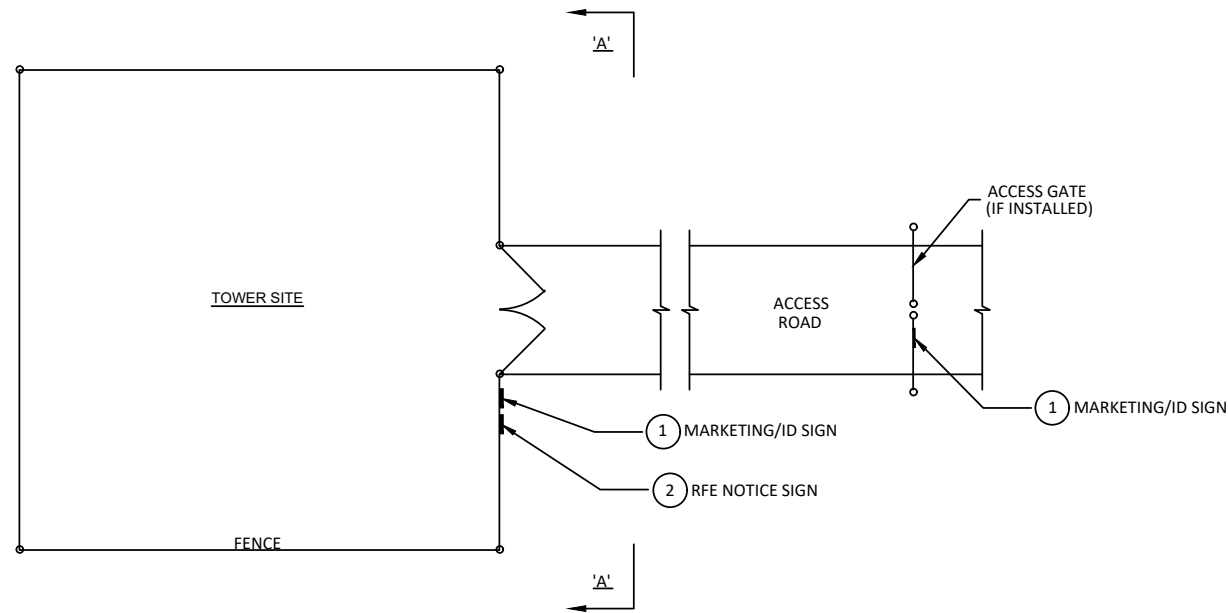 'A'
ACCESS GATE
(IF INSTALLED)
TOWER SITE
ACCESS
ROAD
1 MARKETING/ID SIGN
1 MARKETING/ID SIGN
2 RFE NOTICE SIGN
FENCE
'A'